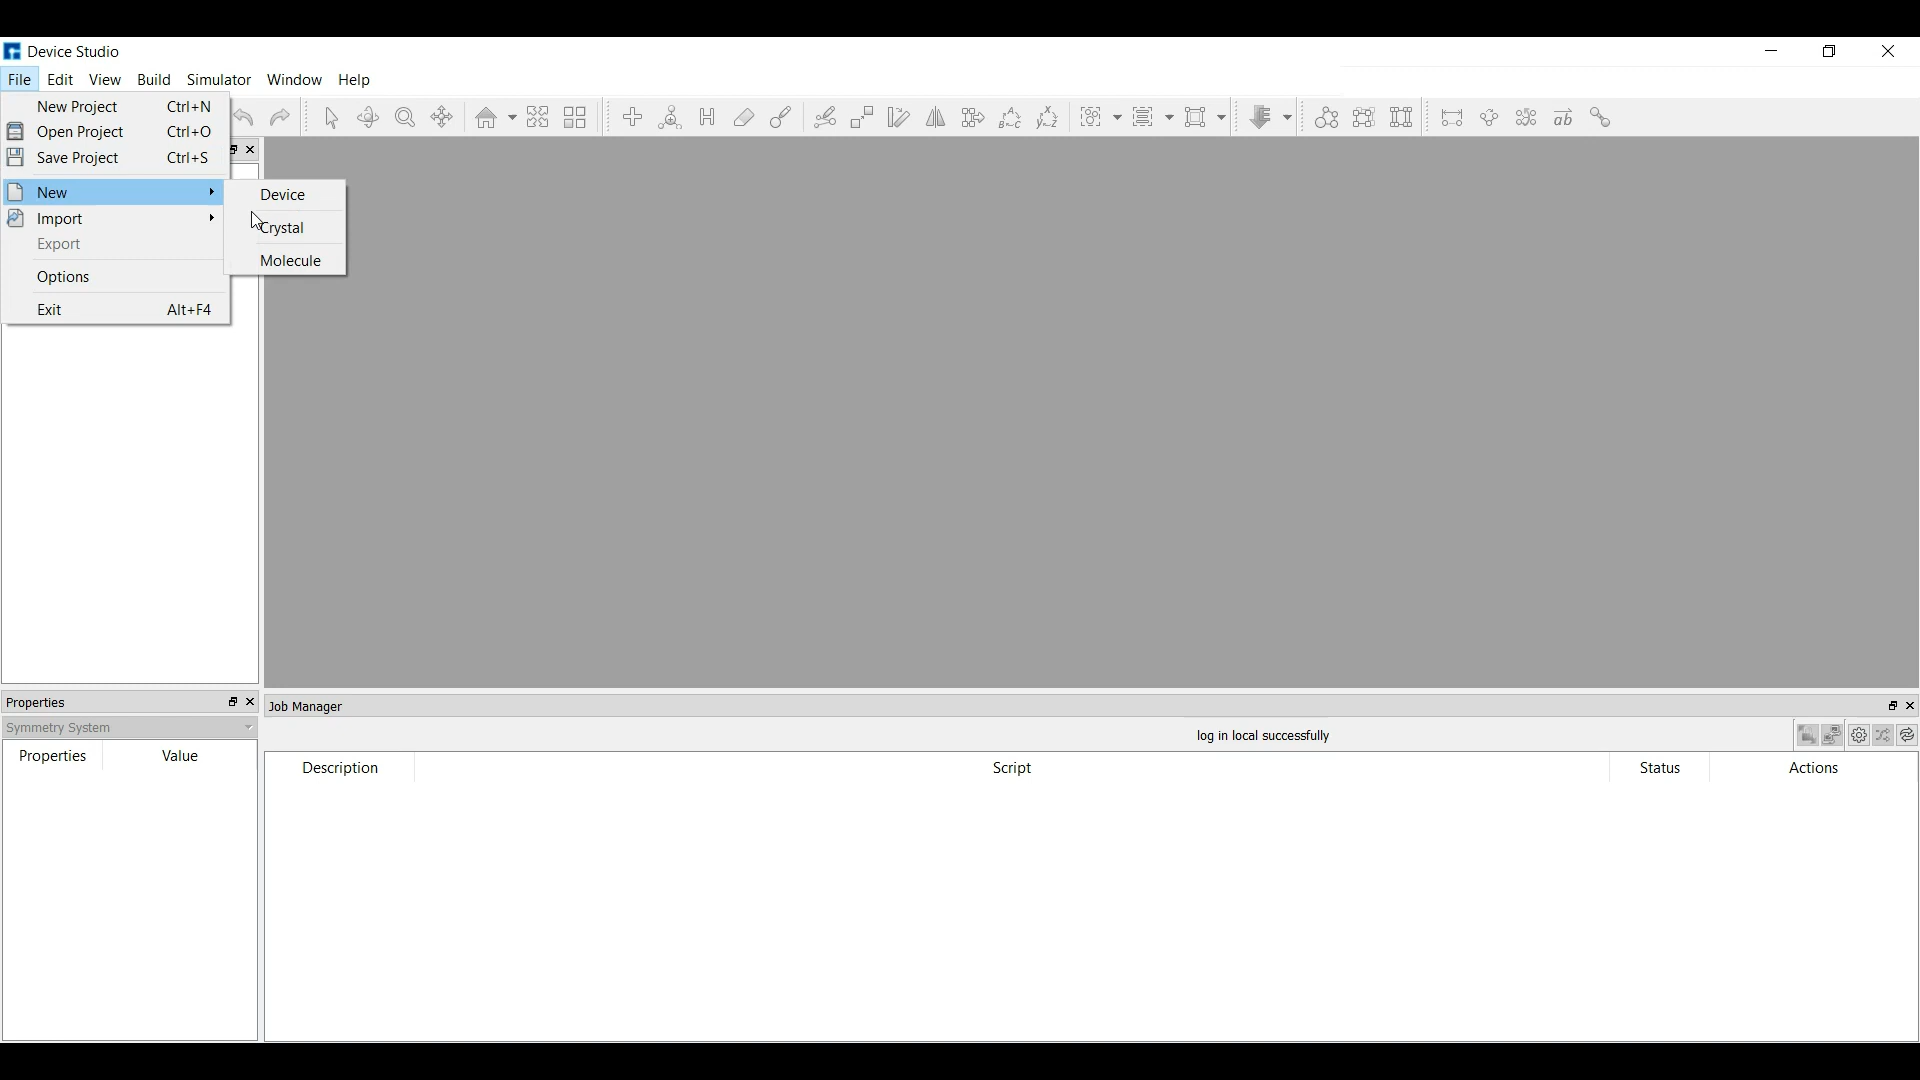 Device Studio
File Edit View Build Simulator Window Help
New Project Ctrl+N
Open Project Ctrl+O
Save Project Ctrl+S
New
Import
Export
Options
Exit Alt+F4
Device
Crystal
Molecule
Properties
Symmetry System
Properties Value
Job Manager
log in local successfully
Description Script Status Actions